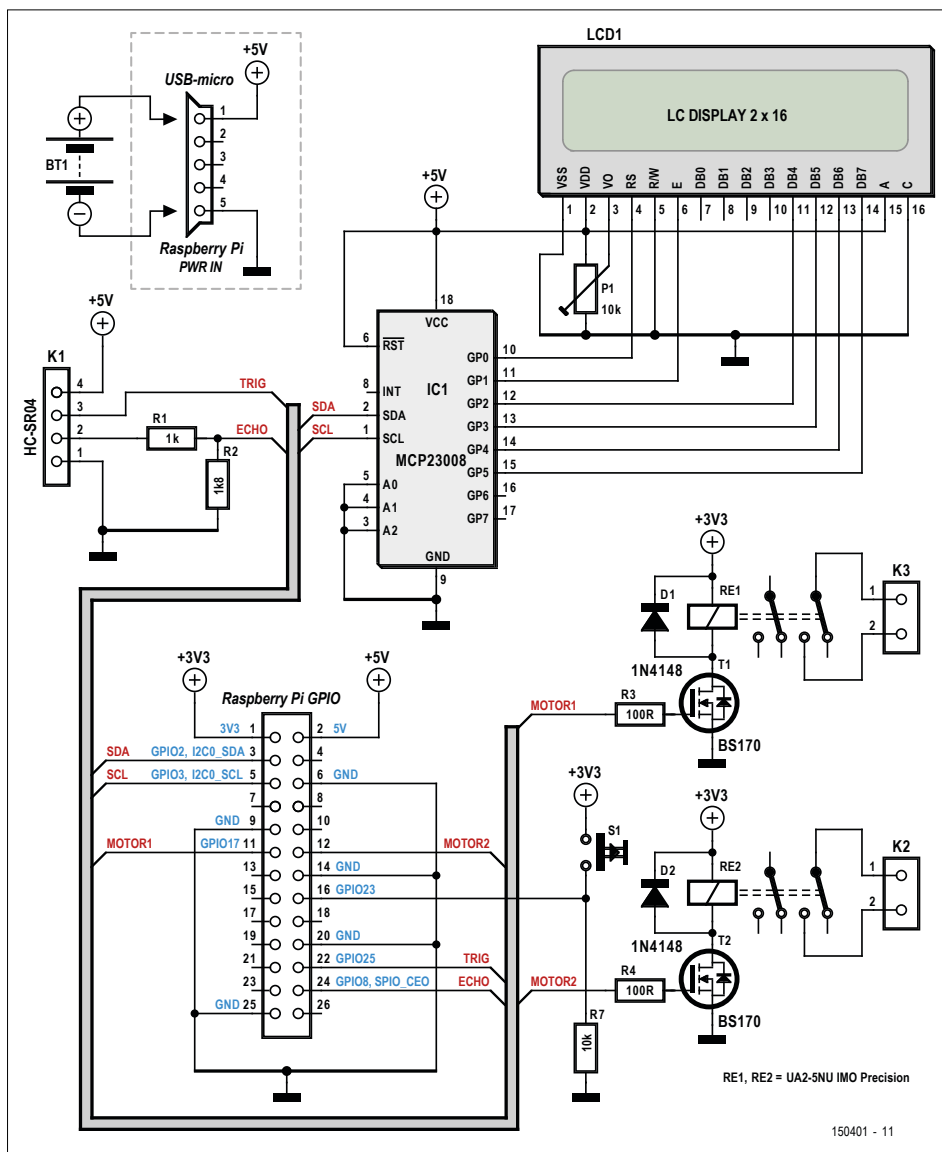 LCD1
+5V
USB-micro
1
2
3
4
5
BT1
Raspberry Pi
PWR IN
LC DISPLAY 2 x 16
VSS VDD VO RS R/W E DB0 DB1 DB2 DB3 DB4 DB5 DB6 DB7 A C
1 2 3 4 5 6 7 8 9 10 11 12 13 14 15 16
+5V
P1
10k
+5V
K1
HC-SR04
4
3
2
1
TRIG
R1
1k
ECHO
R2
1k8
SDA
SCL
18
VCC
6 RST
8 INT
2 SDA
1 SCL
IC1
MCP23008
5 A0
4 A1
3 A2
GND
9
GP0 10
GP1 11
GP2 12
GP3 13
GP4 14
GP5 15
GP6 16
GP7 17
+3V3
D1
RE1
1N4148
T1
BS170
K3
1
2
MOTOR1
R3
100R
+3V3
+5V
Raspberry Pi GPIO
3V3 1 2 5V
SDA GPIO2, I2C0_SDA 3 4
SCL GPIO3, I2C0_SCL 5 6 GND
7 8
GND 9 10
MOTOR1 GPIO17 11 12 MOTOR2
13 14 GND
15 16 GPIO23
17 18
19 20 GND
21 22 GPIO25 TRIG
23 24 GPIO8, SPIO_CEO ECHO
GND 25 26
+3V3
S1
R7
10k
+3V3
D2
RE2
1N4148
T2
BS170
K2
1
2
MOTOR2
R4
100R
RE1, RE2 = UA2-5NU IMO Precision
150401 - 11